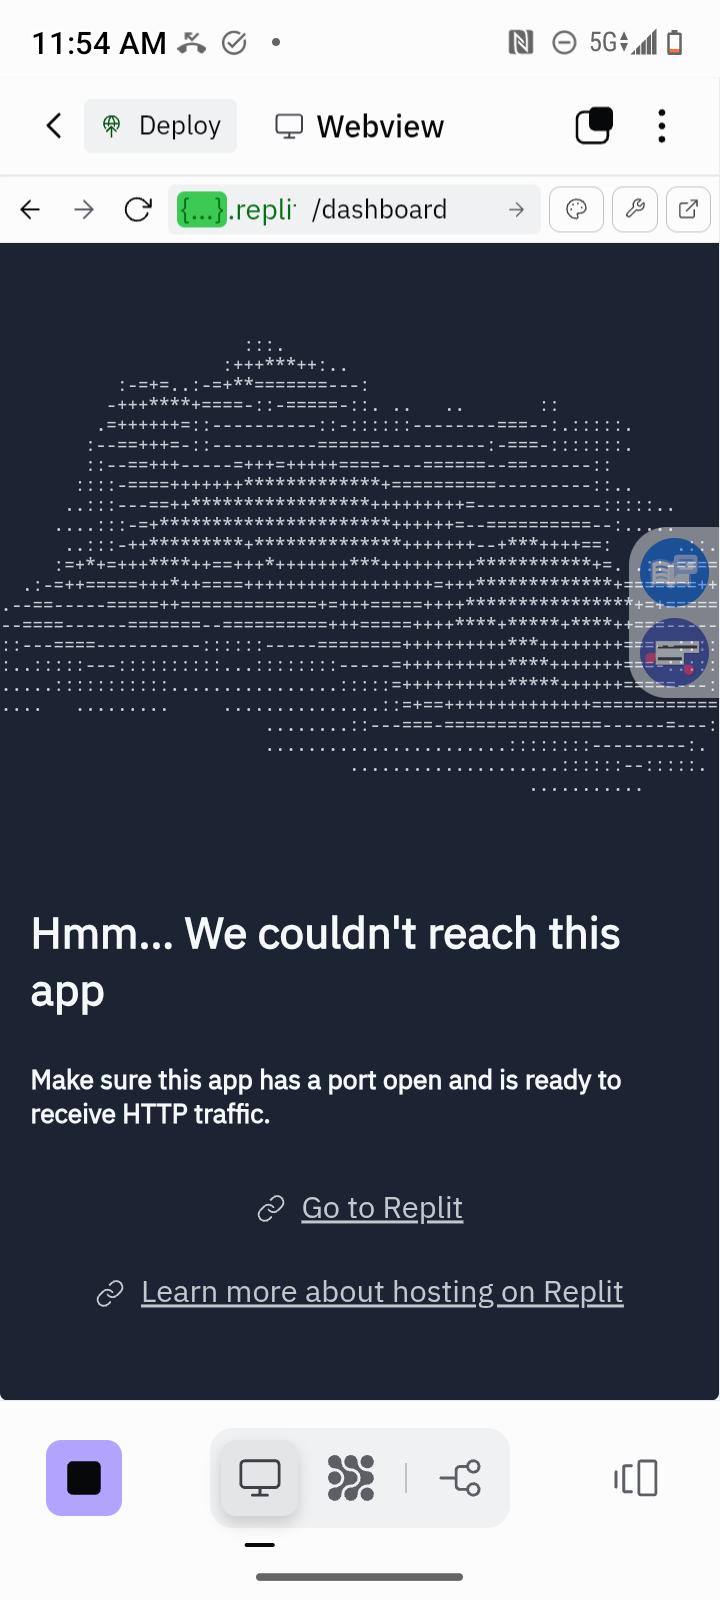 11:54 AM
5G
Deploy
Webview
{...}.repli
/dashboard
Hmm... We couldn't reach this
app
Make sure this app has a port open and is ready to
receive HTTP traffic.
Go to Replit
Learn more about hosting on Replit